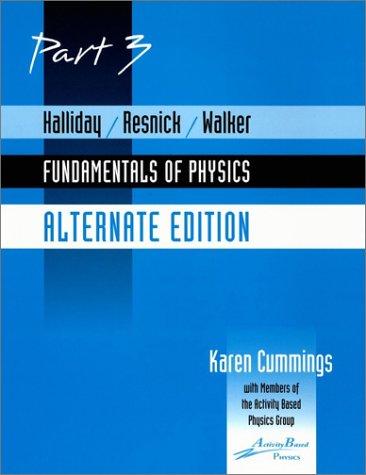 Part 3
Halliday / Resnick / Walker
FUNDAMENTALS OF PHYSICS
ALTERNATE EDITION
Karen Cummings
with Members of
the Activity Based
Physics Group
Activity Based
PHYSICS